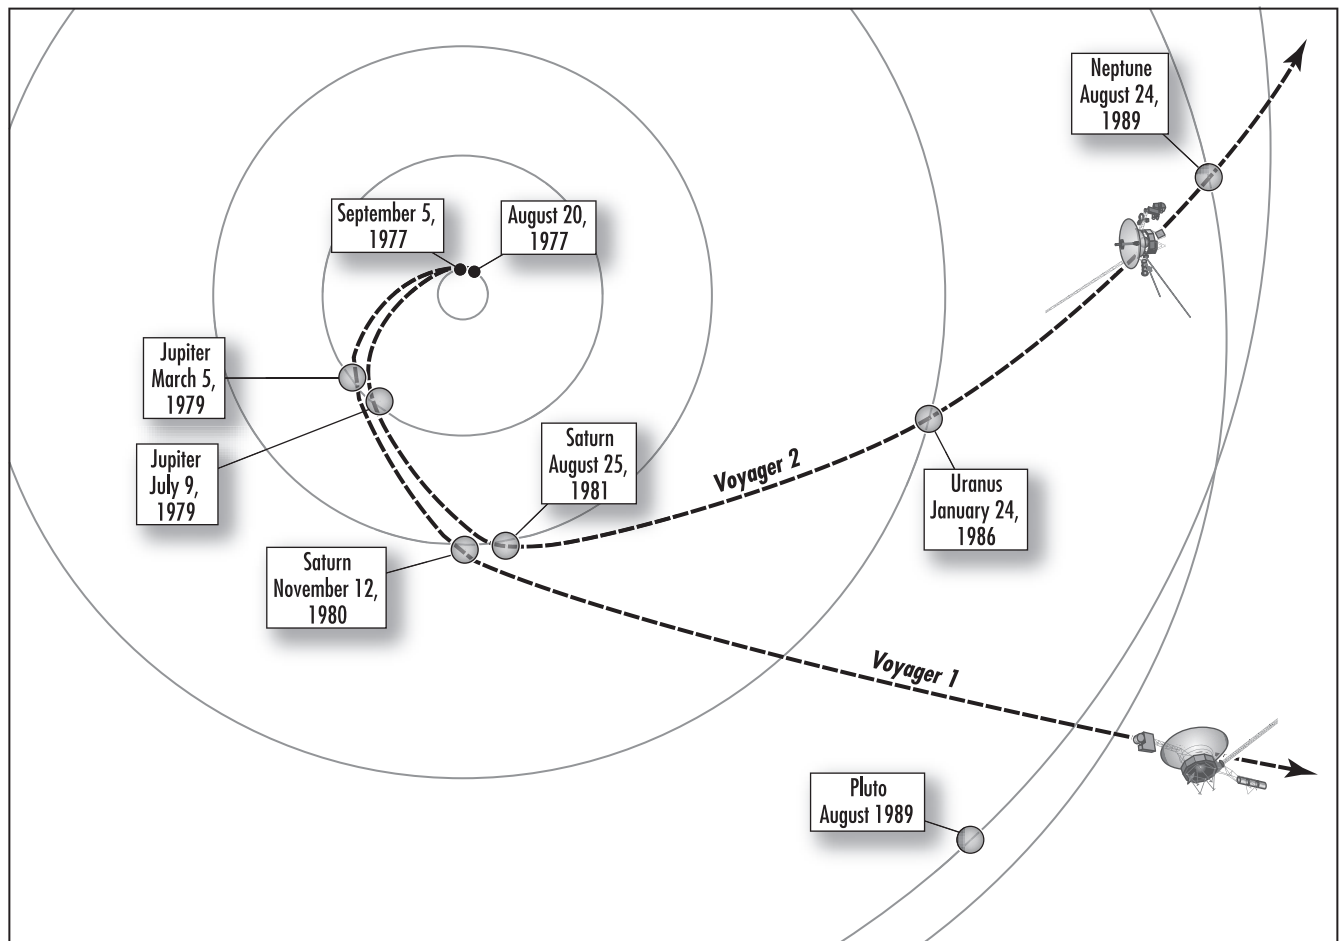 Neptune
August 24,
1989
September 5,
1977
August 20,
1977
Jupiter
March 5,
1979
Jupiter
July 9,
1979
Saturn
August 25,
1981
Voyager 2
Uranus
January 24,
1986
Saturn
November 12,
1980
Voyager 1
Pluto
August 1989